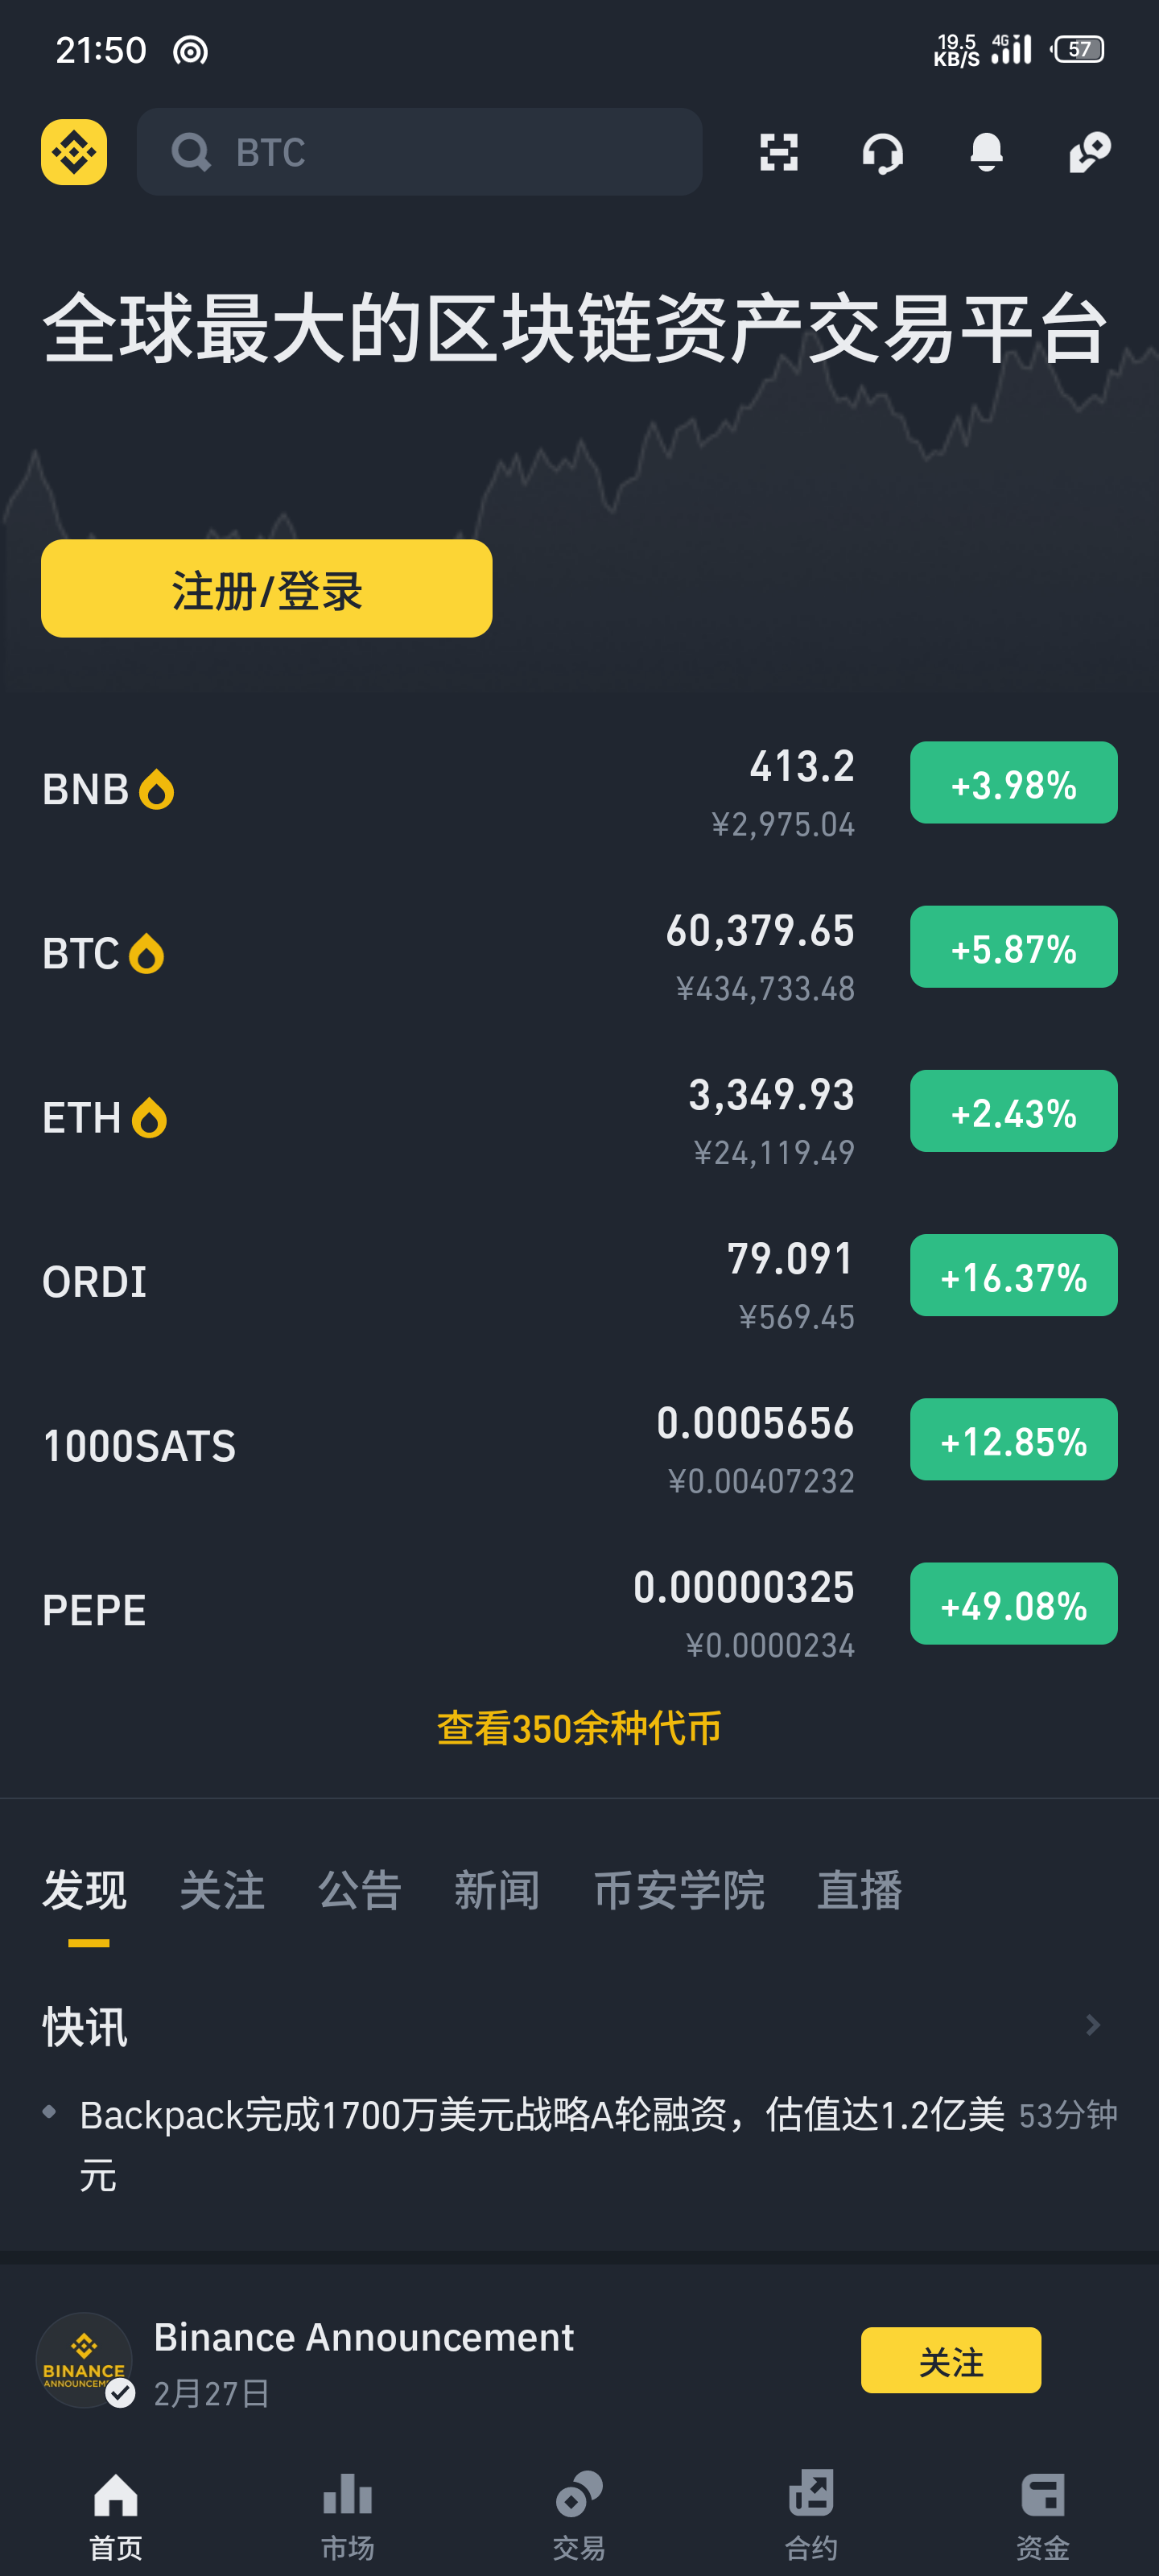 21:50
19.5
KB/S
4G
57
BTC
全球最大的区块链资产交易平台
注册/登录
BNB
413.2
¥2,975.04
+3.98%
BTC
60,379.65
¥434,733.48
+5.87%
ETH
3,349.93
¥24,119.49
+2.43%
ORDI
79.091
¥569.45
+16.37%
1000SATS
0.0005656
¥0.00407232
+12.85%
PEPE
0.00000325
¥0.0000234
+49.08%
查看350余种代币
发现 关注 公告 新闻 币安学院 直播
快讯
Backpack完成1700万美元战略A轮融资，估值达1.2亿美 53分钟
元
BINANCE
Binance Announcement
2月27日
关注
首页 市场 交易 合约 资金